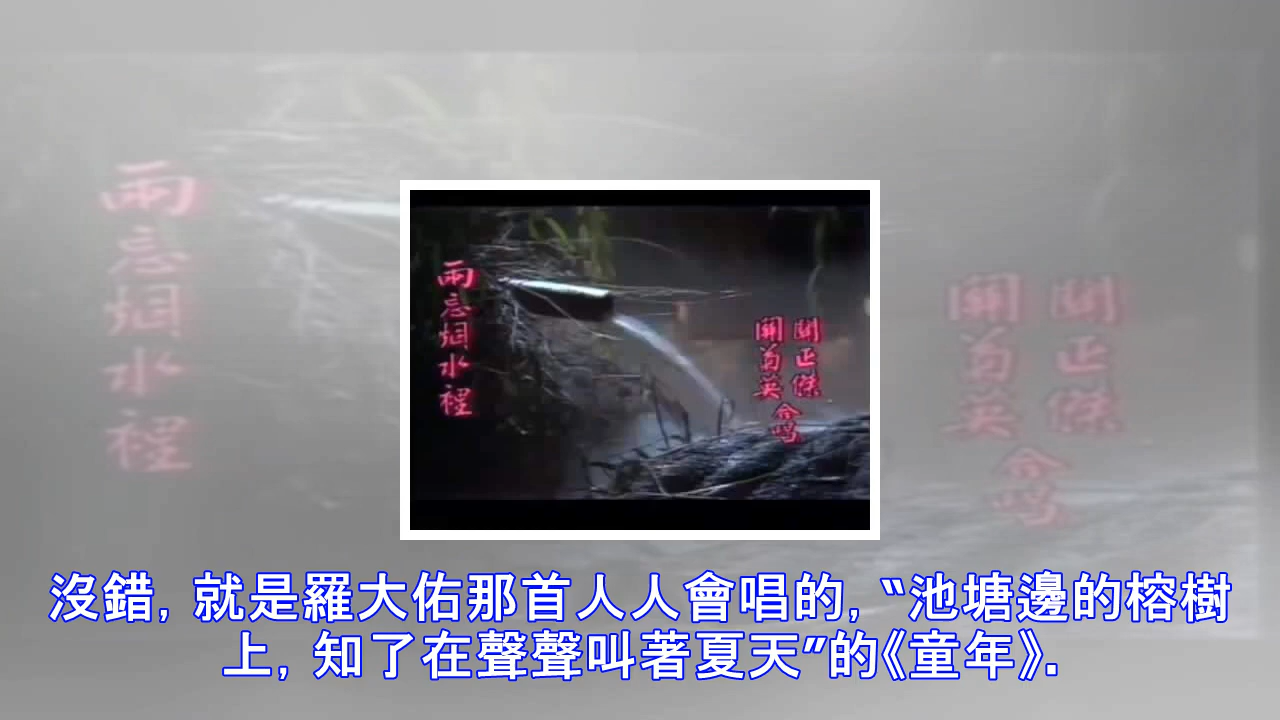 兩忘烟水裡
關正傑
關菊英
合唱
沒錯, 就是羅大佑那首人人會唱的, “池塘邊的榕樹
上, 知了在聲聲叫著夏天”的《童年》.